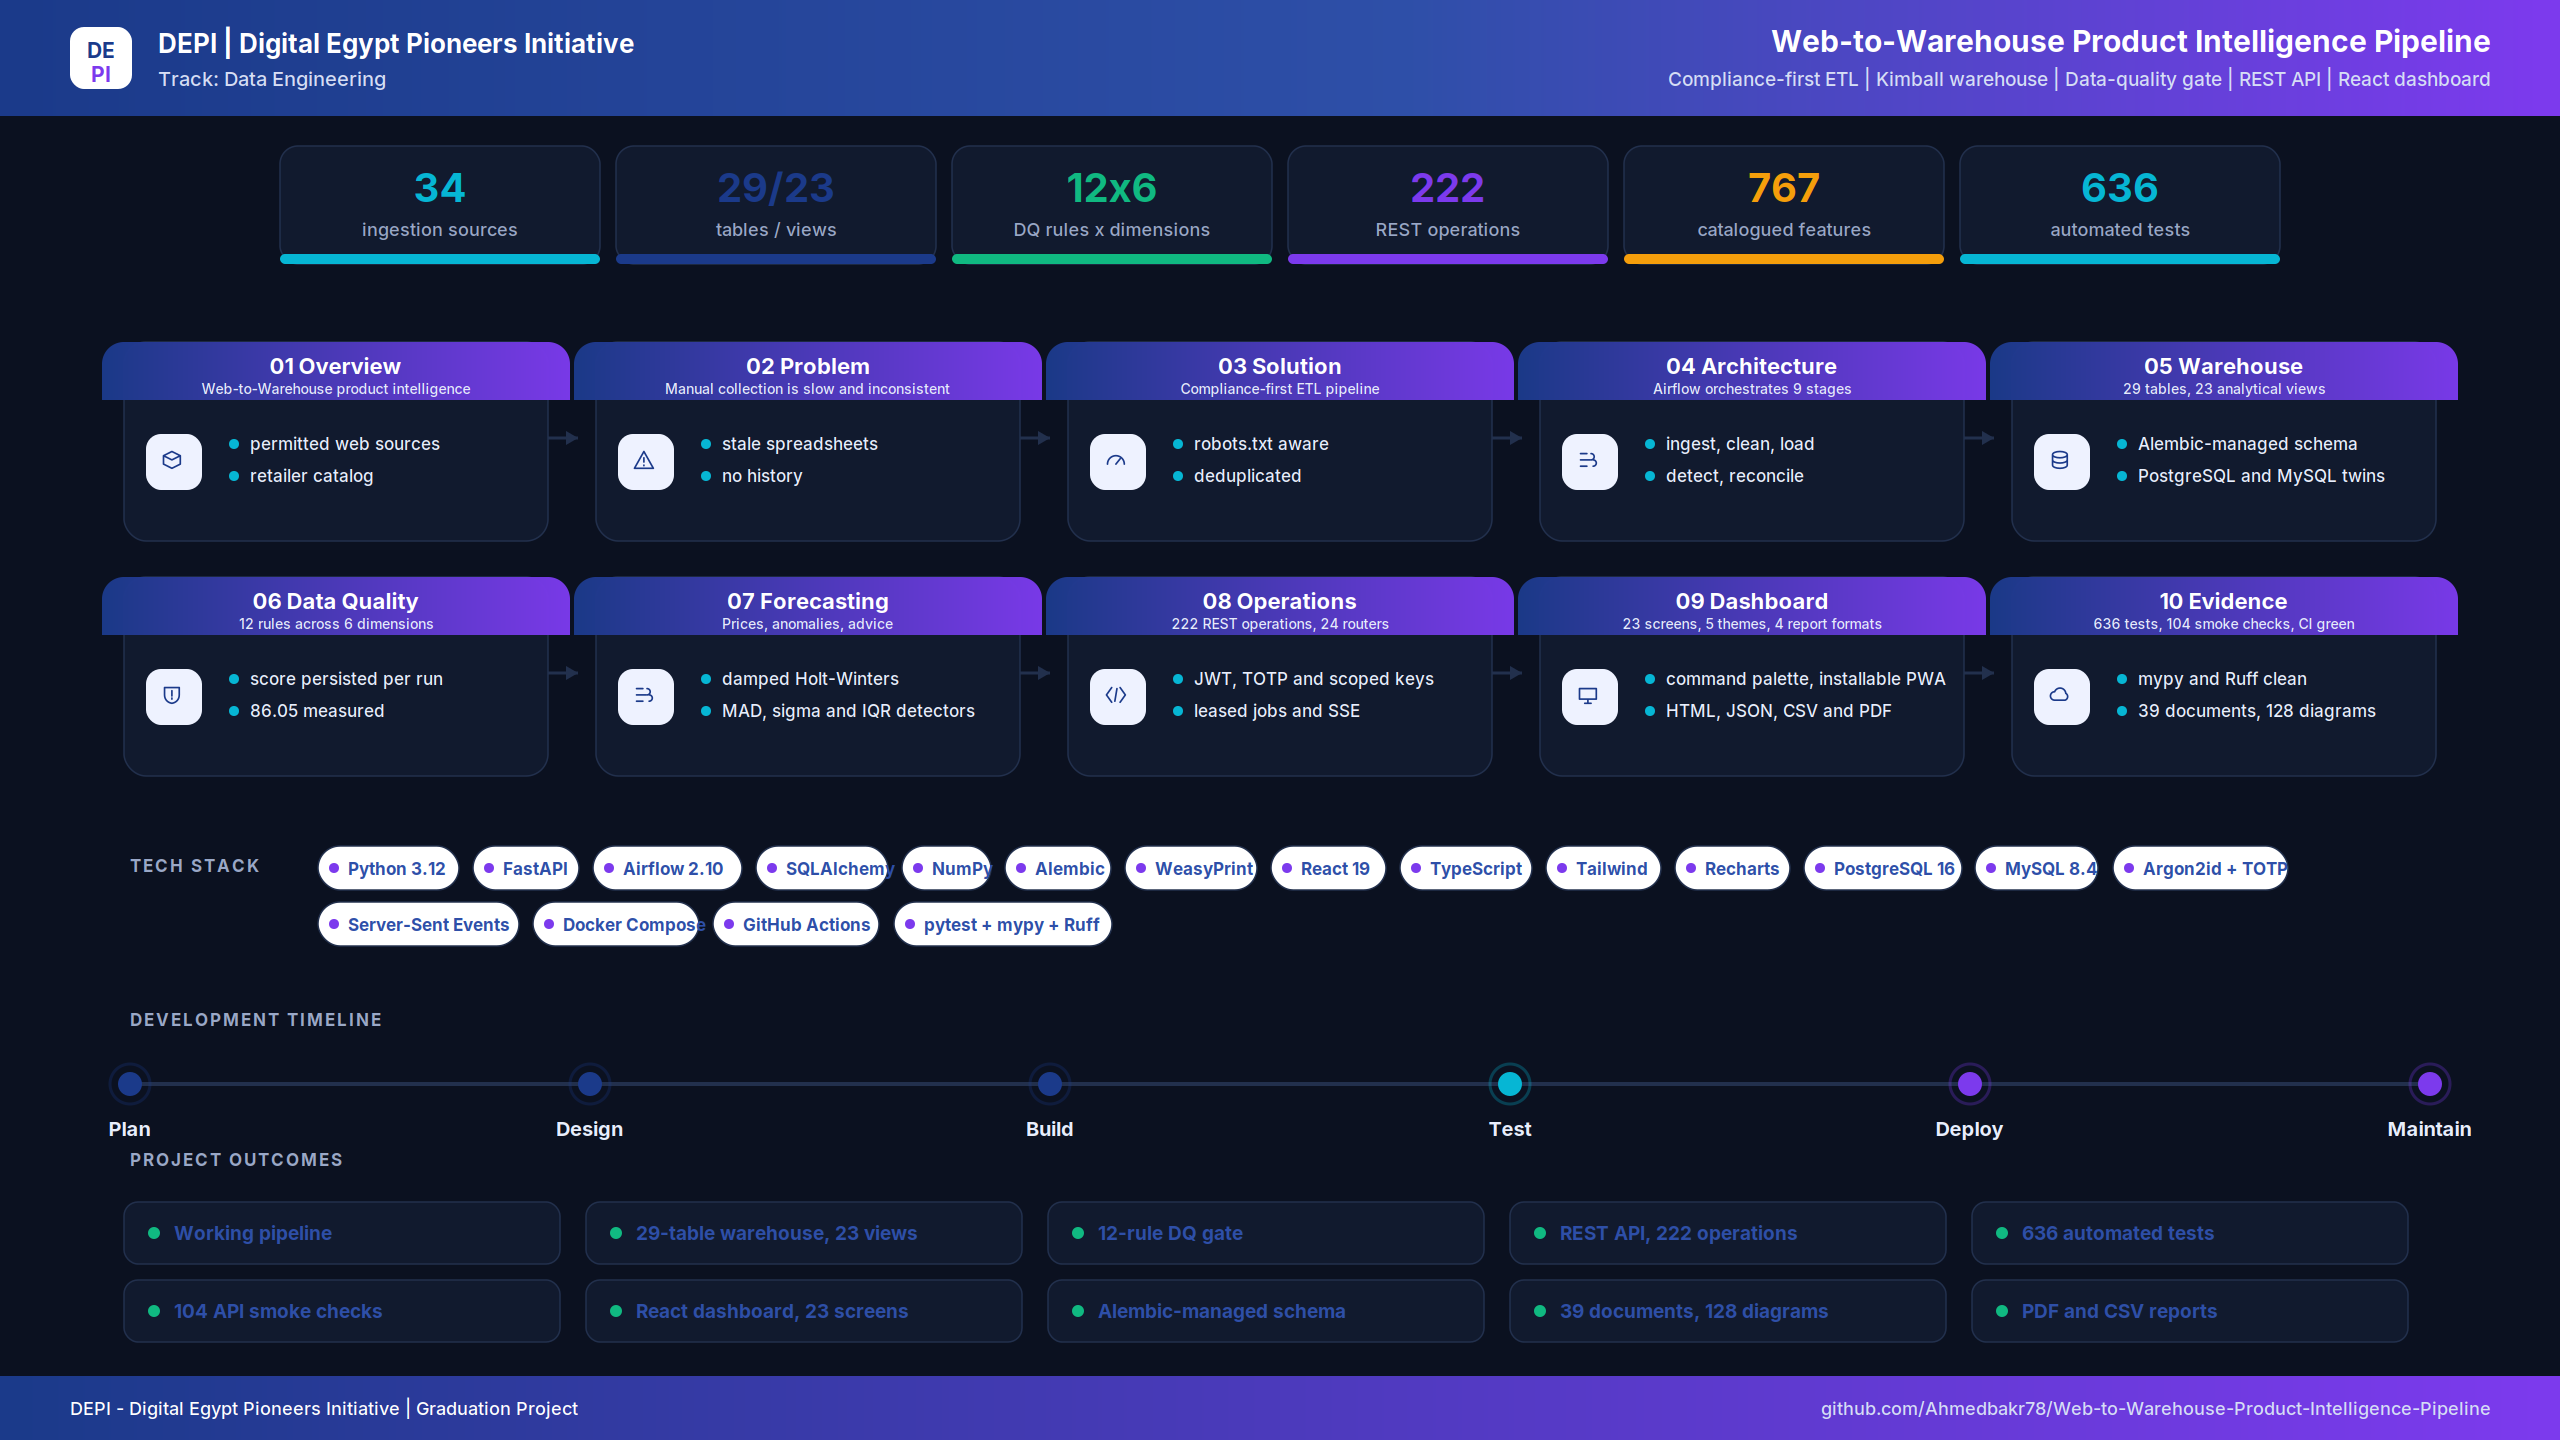 DE
PI
DEPI | Digital Egypt Pioneers Initiative
Track: Data Engineering
Web-to-Warehouse Product Intelligence Pipeline
Compliance-first ETL | Kimball warehouse | Data-quality gate | REST API | React dashboard
34
ingestion sources
29/23
tables / views
12x6
DQ rules x dimensions
222
REST operations
767
catalogued features
636
automated tests
01 Overview
Web-to-Warehouse product intelligence
permitted web sources
retailer catalog
02 Problem
Manual collection is slow and inconsistent
stale spreadsheets
no history
03 Solution
Compliance-first ETL pipeline
robots.txt aware
deduplicated
04 Architecture
Airflow orchestrates 9 stages
ingest, clean, load
detect, reconcile
05 Warehouse
29 tables, 23 analytical views
Alembic-managed schema
PostgreSQL and MySQL twins
06 Data Quality
12 rules across 6 dimensions
score persisted per run
86.05 measured
07 Forecasting
Prices, anomalies, advice
damped Holt-Winters
MAD, sigma and IQR detectors
08 Operations
222 REST operations, 24 routers
JWT, TOTP and scoped keys
leased jobs and SSE
09 Dashboard
23 screens, 5 themes, 4 report formats
command palette, installable PWA
HTML, JSON, CSV and PDF
10 Evidence
636 tests, 104 smoke checks, CI green
mypy and Ruff clean
39 documents, 128 diagrams
TECH STACK
Python 3.12
FastAPI
Airflow 2.10
SQLAlchemy
NumPy
Alembic
WeasyPrint
React 19
TypeScript
Tailwind
Recharts
PostgreSQL 16
MySQL 8.4
Argon2id + TOTP
Server-Sent Events
Docker Compose
GitHub Actions
pytest + mypy + Ruff
DEVELOPMENT TIMELINE
Plan
Design
Build
Test
Deploy
Maintain
PROJECT OUTCOMES
Working pipeline
29-table warehouse, 23 views
12-rule DQ gate
REST API, 222 operations
636 automated tests
104 API smoke checks
React dashboard, 23 screens
Alembic-managed schema
39 documents, 128 diagrams
PDF and CSV reports
DEPI - Digital Egypt Pioneers Initiative | Graduation Project
github.com/Ahmedbakr78/Web-to-Warehouse-Product-Intelligence-Pipeline